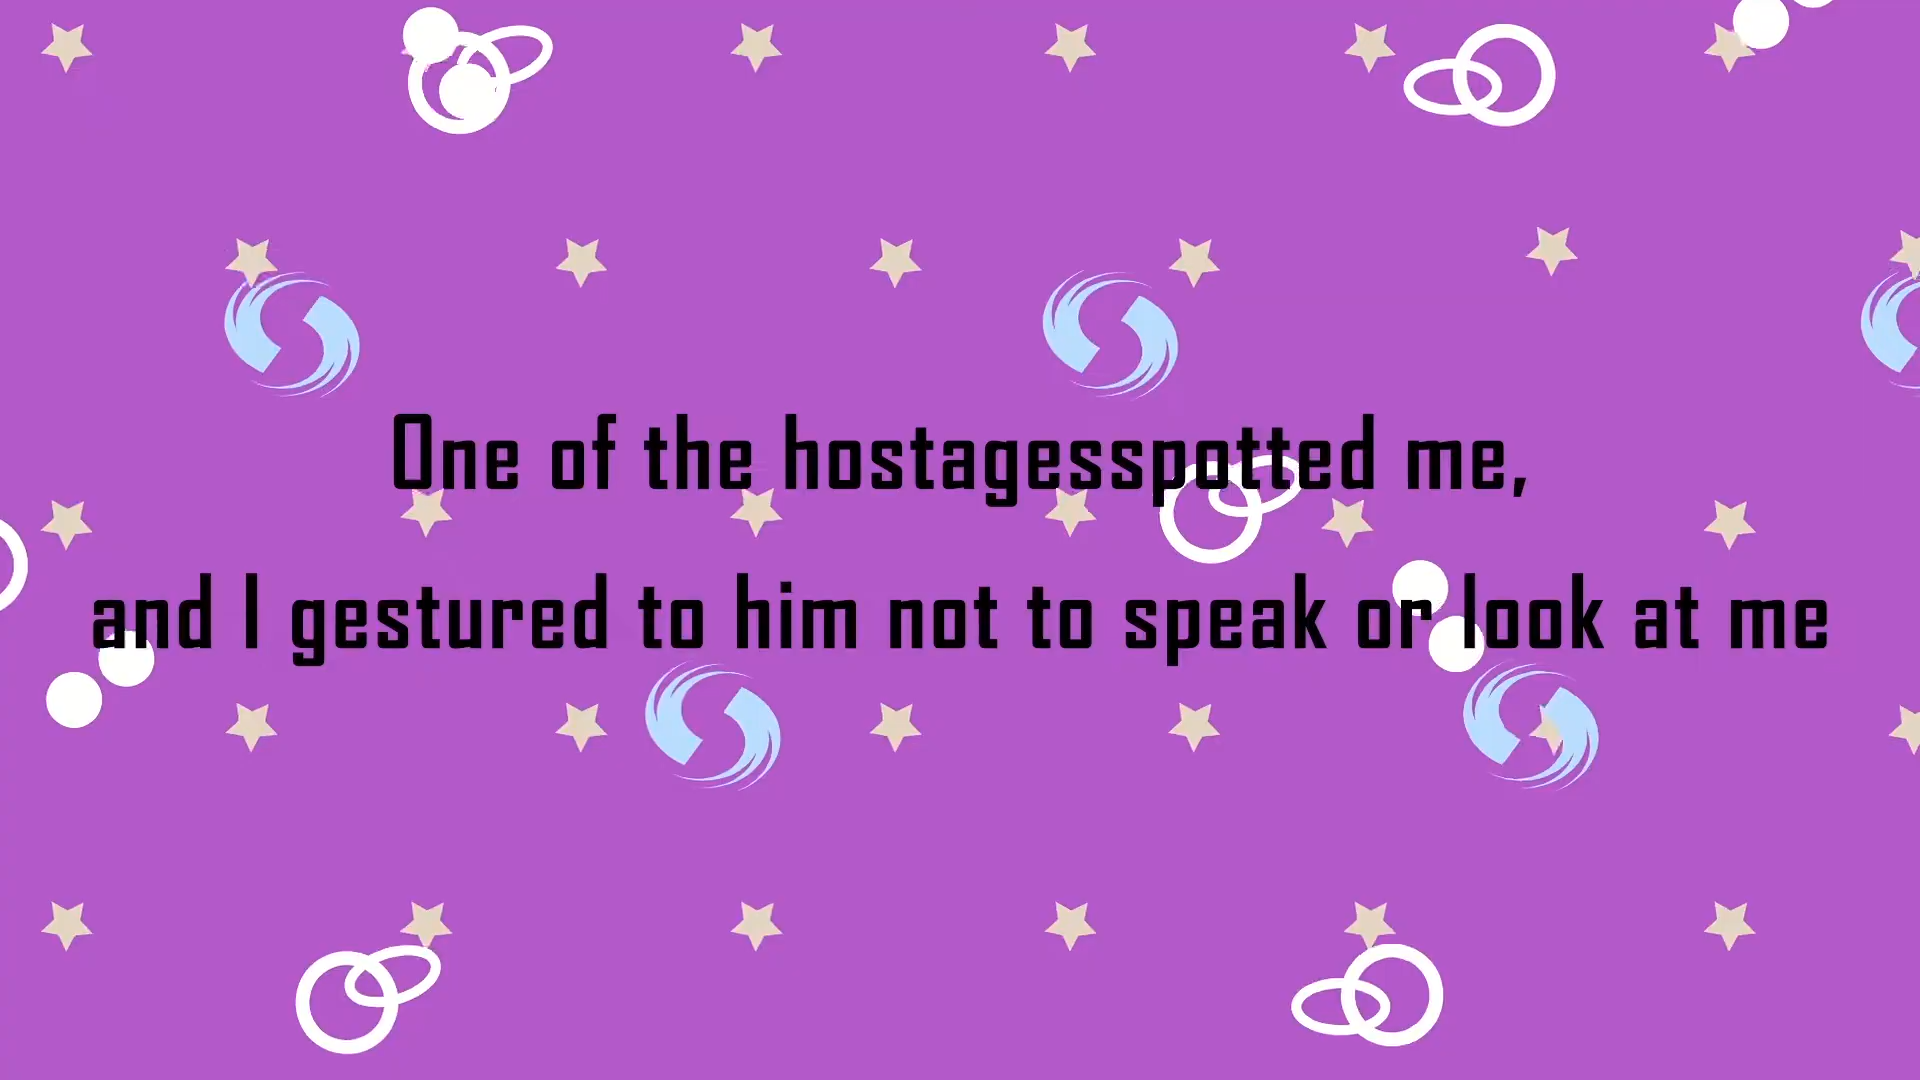 One of the hostagesspotted me,
and I gestured to him not to speak or look at me